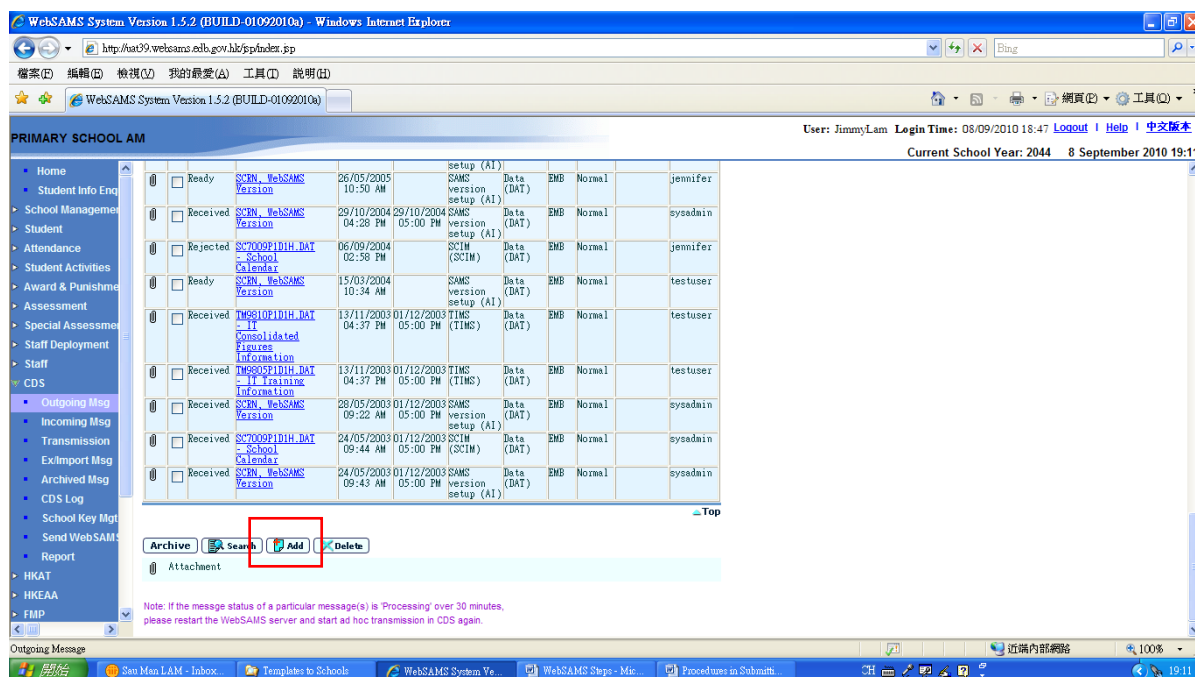 WebSAMS System Version 1.5.2 (BUILD-01092010a) - Windows Internet Explorer
http://uat39.websams.edb.gov.hk/jsp/index.jsp
Bing
檔案(F) 編輯(E) 檢視(V) 我的最愛(A) 工具(T) 説明(H)
WebSAMS System Version 1.5.2 (BUILD-01092010a)
網頁(P) 工具(O)
PRIMARY SCHOOL AM
User: JimmyLam Login Time: 08/09/2010 18:47 Logout | Help | 中文版本
Current School Year: 2044 8 September 2010 19:11
Home
Student Info Enq
School Managemen
Student
Attendance
Student Activities
Award & Punishme
Assessment
Special Assessmen
Staff Deployment
Staff
CDS
Outgoing Msg
Incoming Msg
Transmission
Ex/Import Msg
Archived Msg
CDS Log
School Key Mgt
Send WebSAMS
Report
HKAT
HKEAA
FMP
setup (AI)
Ready SCRN, WebSAMS 26/05/2005 SAMS Data EMB Normal jennifer
Version 10:50 AM version (DAT)
setup (AI)
Received SCRN, WebSAMS 29/10/2004 29/10/2004 SAMS Data EMB Normal sysadmin
Version 04:28 PM 05:00 PM version (DAT)
setup (AI)
Rejected SC7009P1D1H.DAT 06/09/2004 SCIM Data EMB Normal jennifer
- School 02:58 PM (SCIM) (DAT)
Calendar
Ready SCRN, WebSAMS 15/03/2004 SAMS Data EMB Normal testuser
Version 10:34 AM version (DAT)
setup (AI)
Received TM9810P1D1H.DAT 13/11/2003 01/12/2003 TIMS Data EMB Normal testuser
- IT 04:37 PM 05:00 PM (TIMS) (DAT)
Consolidated
Figures
Information
Received TM9805P1D1H.DAT 13/11/2003 01/12/2003 TIMS Data EMB Normal testuser
- IT Training 04:37 PM 05:00 PM (TIMS) (DAT)
Information
Received SCRN, WebSAMS 28/05/2003 01/12/2003 SAMS Data EMB Normal sysadmin
Version 09:22 AM 05:00 PM version (DAT)
setup (AI)
Received SC7009P1D1H.DAT 24/05/2003 01/12/2003 SCIM Data EMB Normal sysadmin
- School 09:44 AM 05:00 PM (SCIM) (DAT)
Calendar
Received SCRN, WebSAMS 24/05/2003 01/12/2003 SAMS Data EMB Normal sysadmin
Version 09:43 AM 05:00 PM version (DAT)
setup (AI)
Top
Archive Search Add Delete
Attachment
Note: If the messge status of a particular message(s) is 'Processing' over 30 minutes,
please restart the WebSAMS server and start ad hoc transmission in CDS again.
Outgoing Message 近端內部網路 100%
開始 San Man LAM - Inbox... Templates to Schools WebSAMS System Ve... WebSAMS Steps - Mic... Procedures in Submitti... CH 19:11